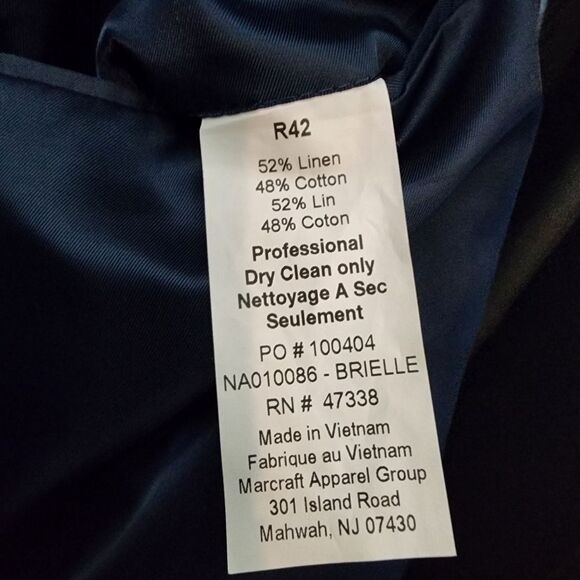 R42
52% Linen
48% Cotton
52% Lin
48% Coton
Professional
Dry Clean only
Nettoyage A Sec
Seulement
PO # 100404
NA010086 - BRIELLE
RN # 47338
Made in Vietnam
Fabrique au Vietnam
Marcraft Apparel Group
301 Island Road
Mahwah, NJ 07430